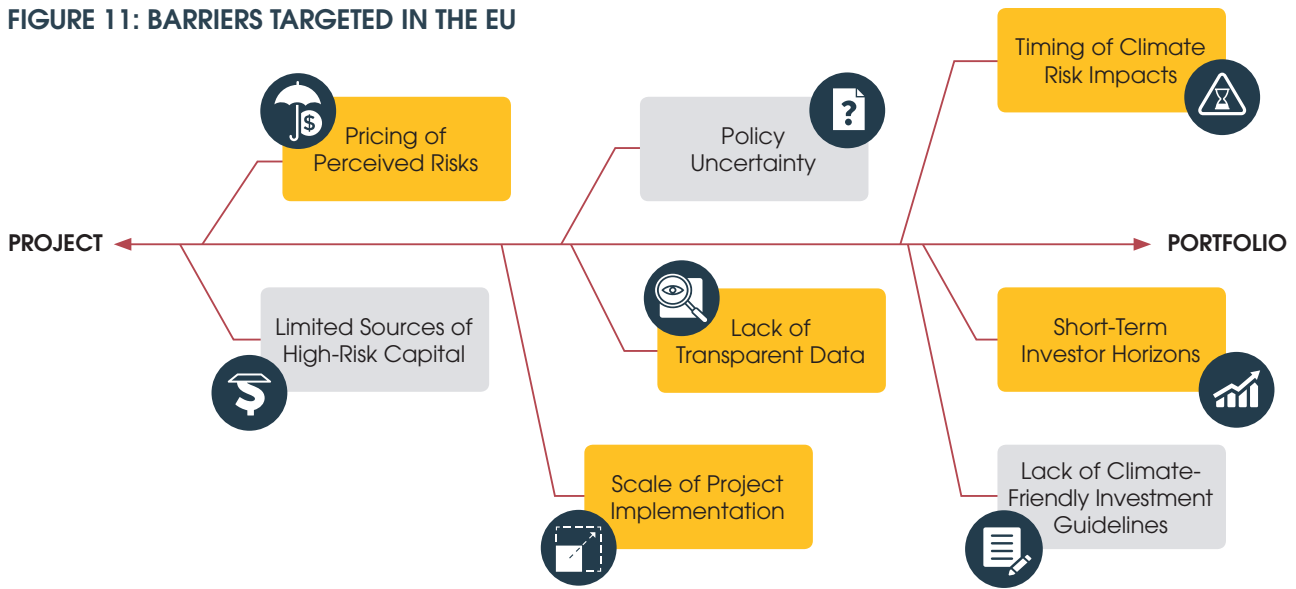 FIGURE 11: BARRIERS TARGETED IN THE EU
Timing of Climate
Risk Impacts
$
Pricing of
Perceived Risks
?
Policy
Uncertainty
PROJECT
PORTFOLIO
Limited Sources of
High-Risk Capital
$
Lack of
Transparent Data
Short-Term
Investor Horizons
Scale of Project
Implementation
Lack of Climate-
Friendly Investment
Guidelines